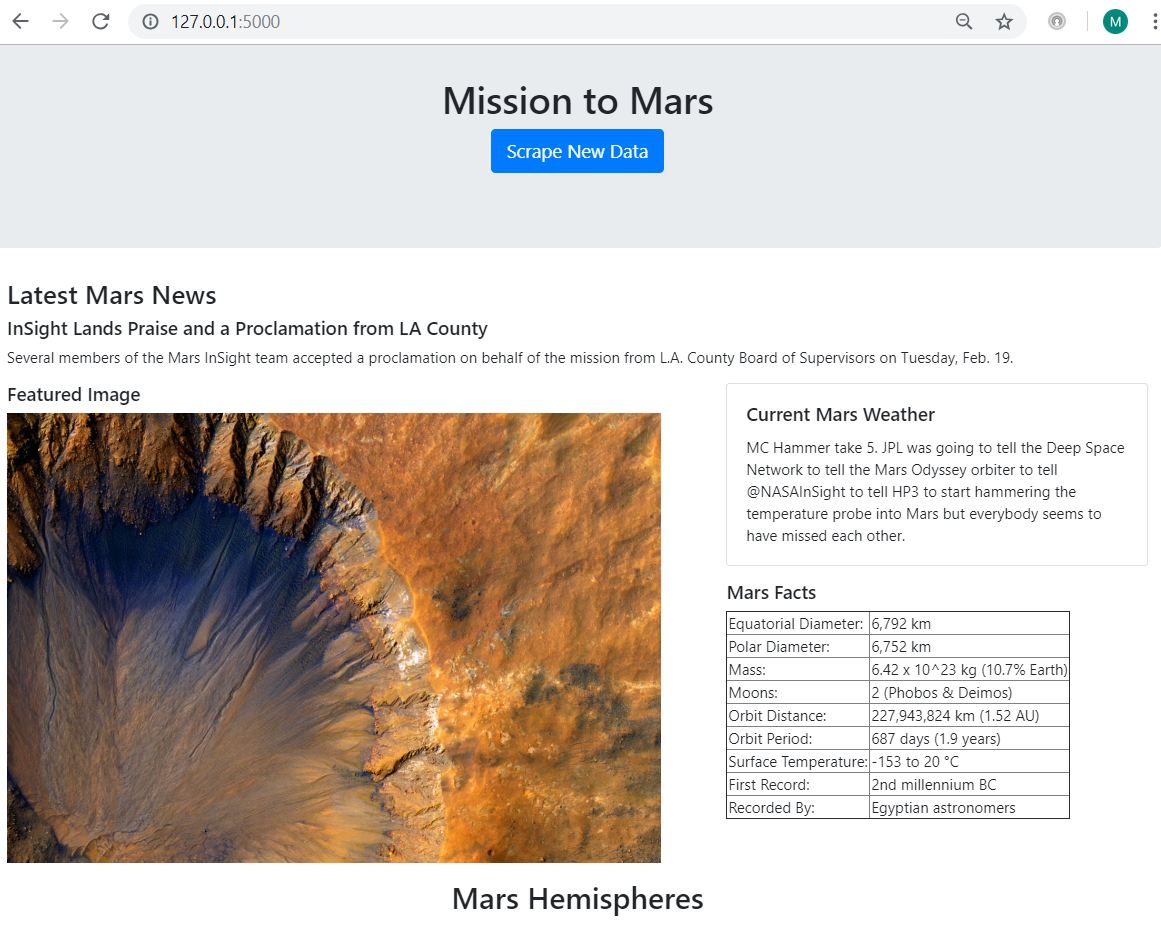 127.0.0.1:5000
M
Mission to Mars
Scrape New Data
Latest Mars News
InSight Lands Praise and a Proclamation from LA County
Several members of the Mars InSight team accepted a proclamation on behalf of the mission from L.A. County Board of Supervisors on Tuesday, Feb. 19.
Featured Image
Current Mars Weather
MC Hammer take 5. JPL was going to tell the Deep Space
Network to tell the Mars Odyssey orbiter to tell
@NASAInSight to tell HP3 to start hammering the
temperature probe into Mars but everybody seems to
have missed each other.
Mars Facts
Equatorial Diameter: 6,792 km
Polar Diameter: 6,752 km
Mass: 6.42 x 10^23 kg (10.7% Earth)
Moons: 2 (Phobos & Deimos)
Orbit Distance: 227,943,824 km (1.52 AU)
Orbit Period: 687 days (1.9 years)
Surface Temperature: -153 to 20 °C
First Record: 2nd millennium BC
Recorded By: Egyptian astronomers
Mars Hemispheres